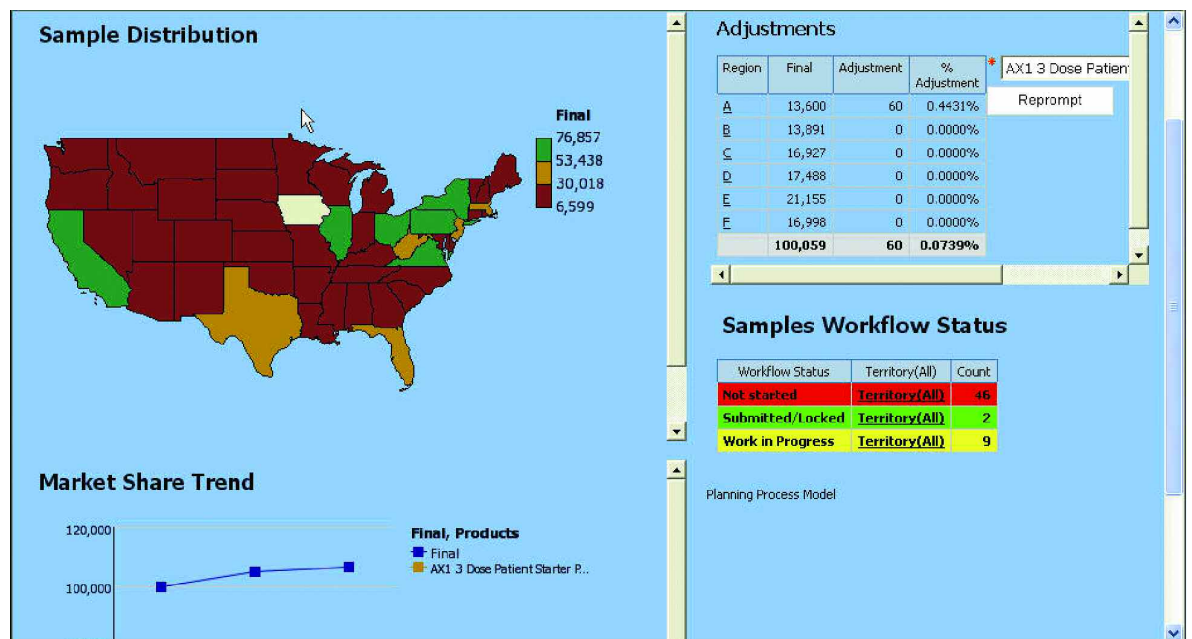 Sample Distribution
Final
76,857
53,438
30,018
6,599
Market Share Trend
120,000
100,000
Final, Products
Final
AX1 3 Dose Patient Starter P...
Adjustments
Region Final Adjustment % Adjustment
A 13,600 60 0.4431%
B 13,891 0 0.0000%
C 16,927 0 0.0000%
D 17,488 0 0.0000%
E 21,155 0 0.0000%
F 16,998 0 0.0000%
100,059 60 0.0739%
* AX1 3 Dose Patien
Reprompt
Samples Workflow Status
Workflow Status Territory(All) Count
Not started Territory(All) 46
Submitted/Locked Territory(All) 2
Work in Progress Territory(All) 9
Planning Process Model